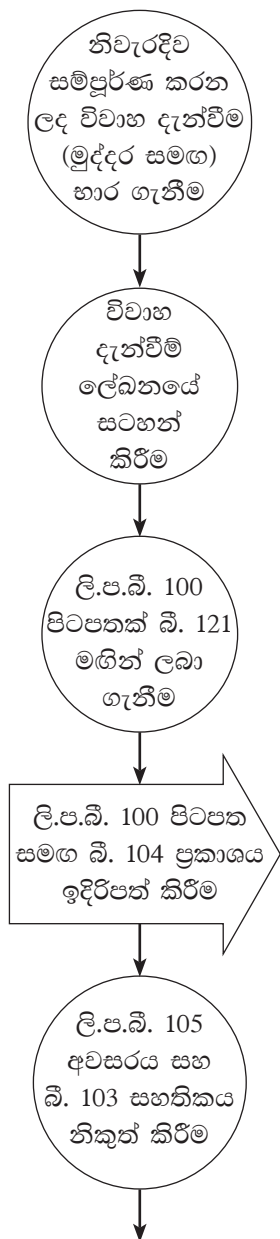 නිවැරදිව
සම්පූර්ණ කරන
ලද විවාහ දැන්වීම
(මුද්දර සමඟ)
භාර ගැනීම
විවාහ
දැන්වීම්
ලේඛනයේ
සටහන්
කිරීම
ලි.ප.බී. 100
පිටපතක් බී. 121
මඟින් ලබා
ගැනීම
ලි.ප.බී. 100 පිටපත
සමඟ බී. 104 ප්‍රකාශය
ඉදිරිපත් කිරීම
ලි.ප.බී. 105
අවසරය සහ
බී. 103 සහතිකය
නිකුත් කිරීම